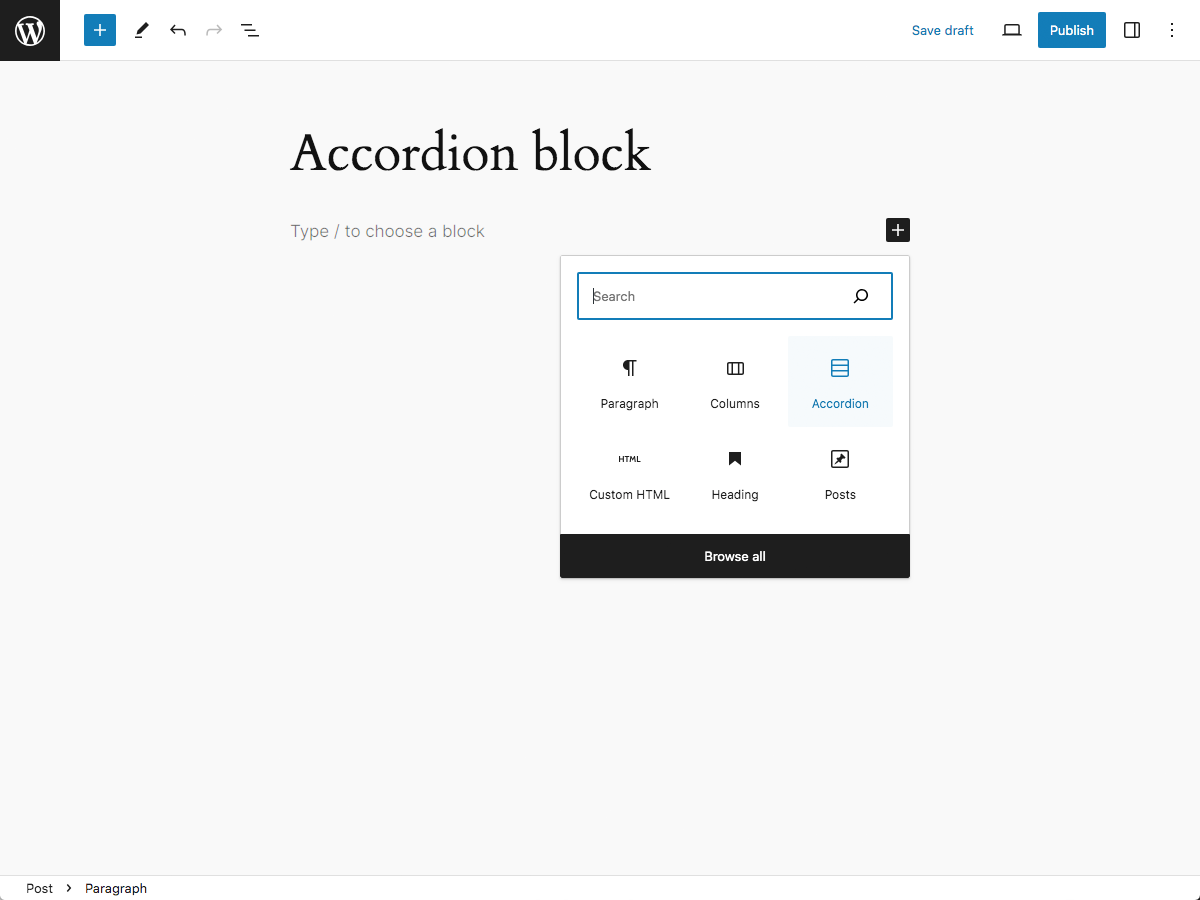 Save draft
Publish
Accordion block
Type / to choose a block
Search
Paragraph Columns Accordion
HTML
Custom HTML Heading Posts
Browse all
Post Paragraph